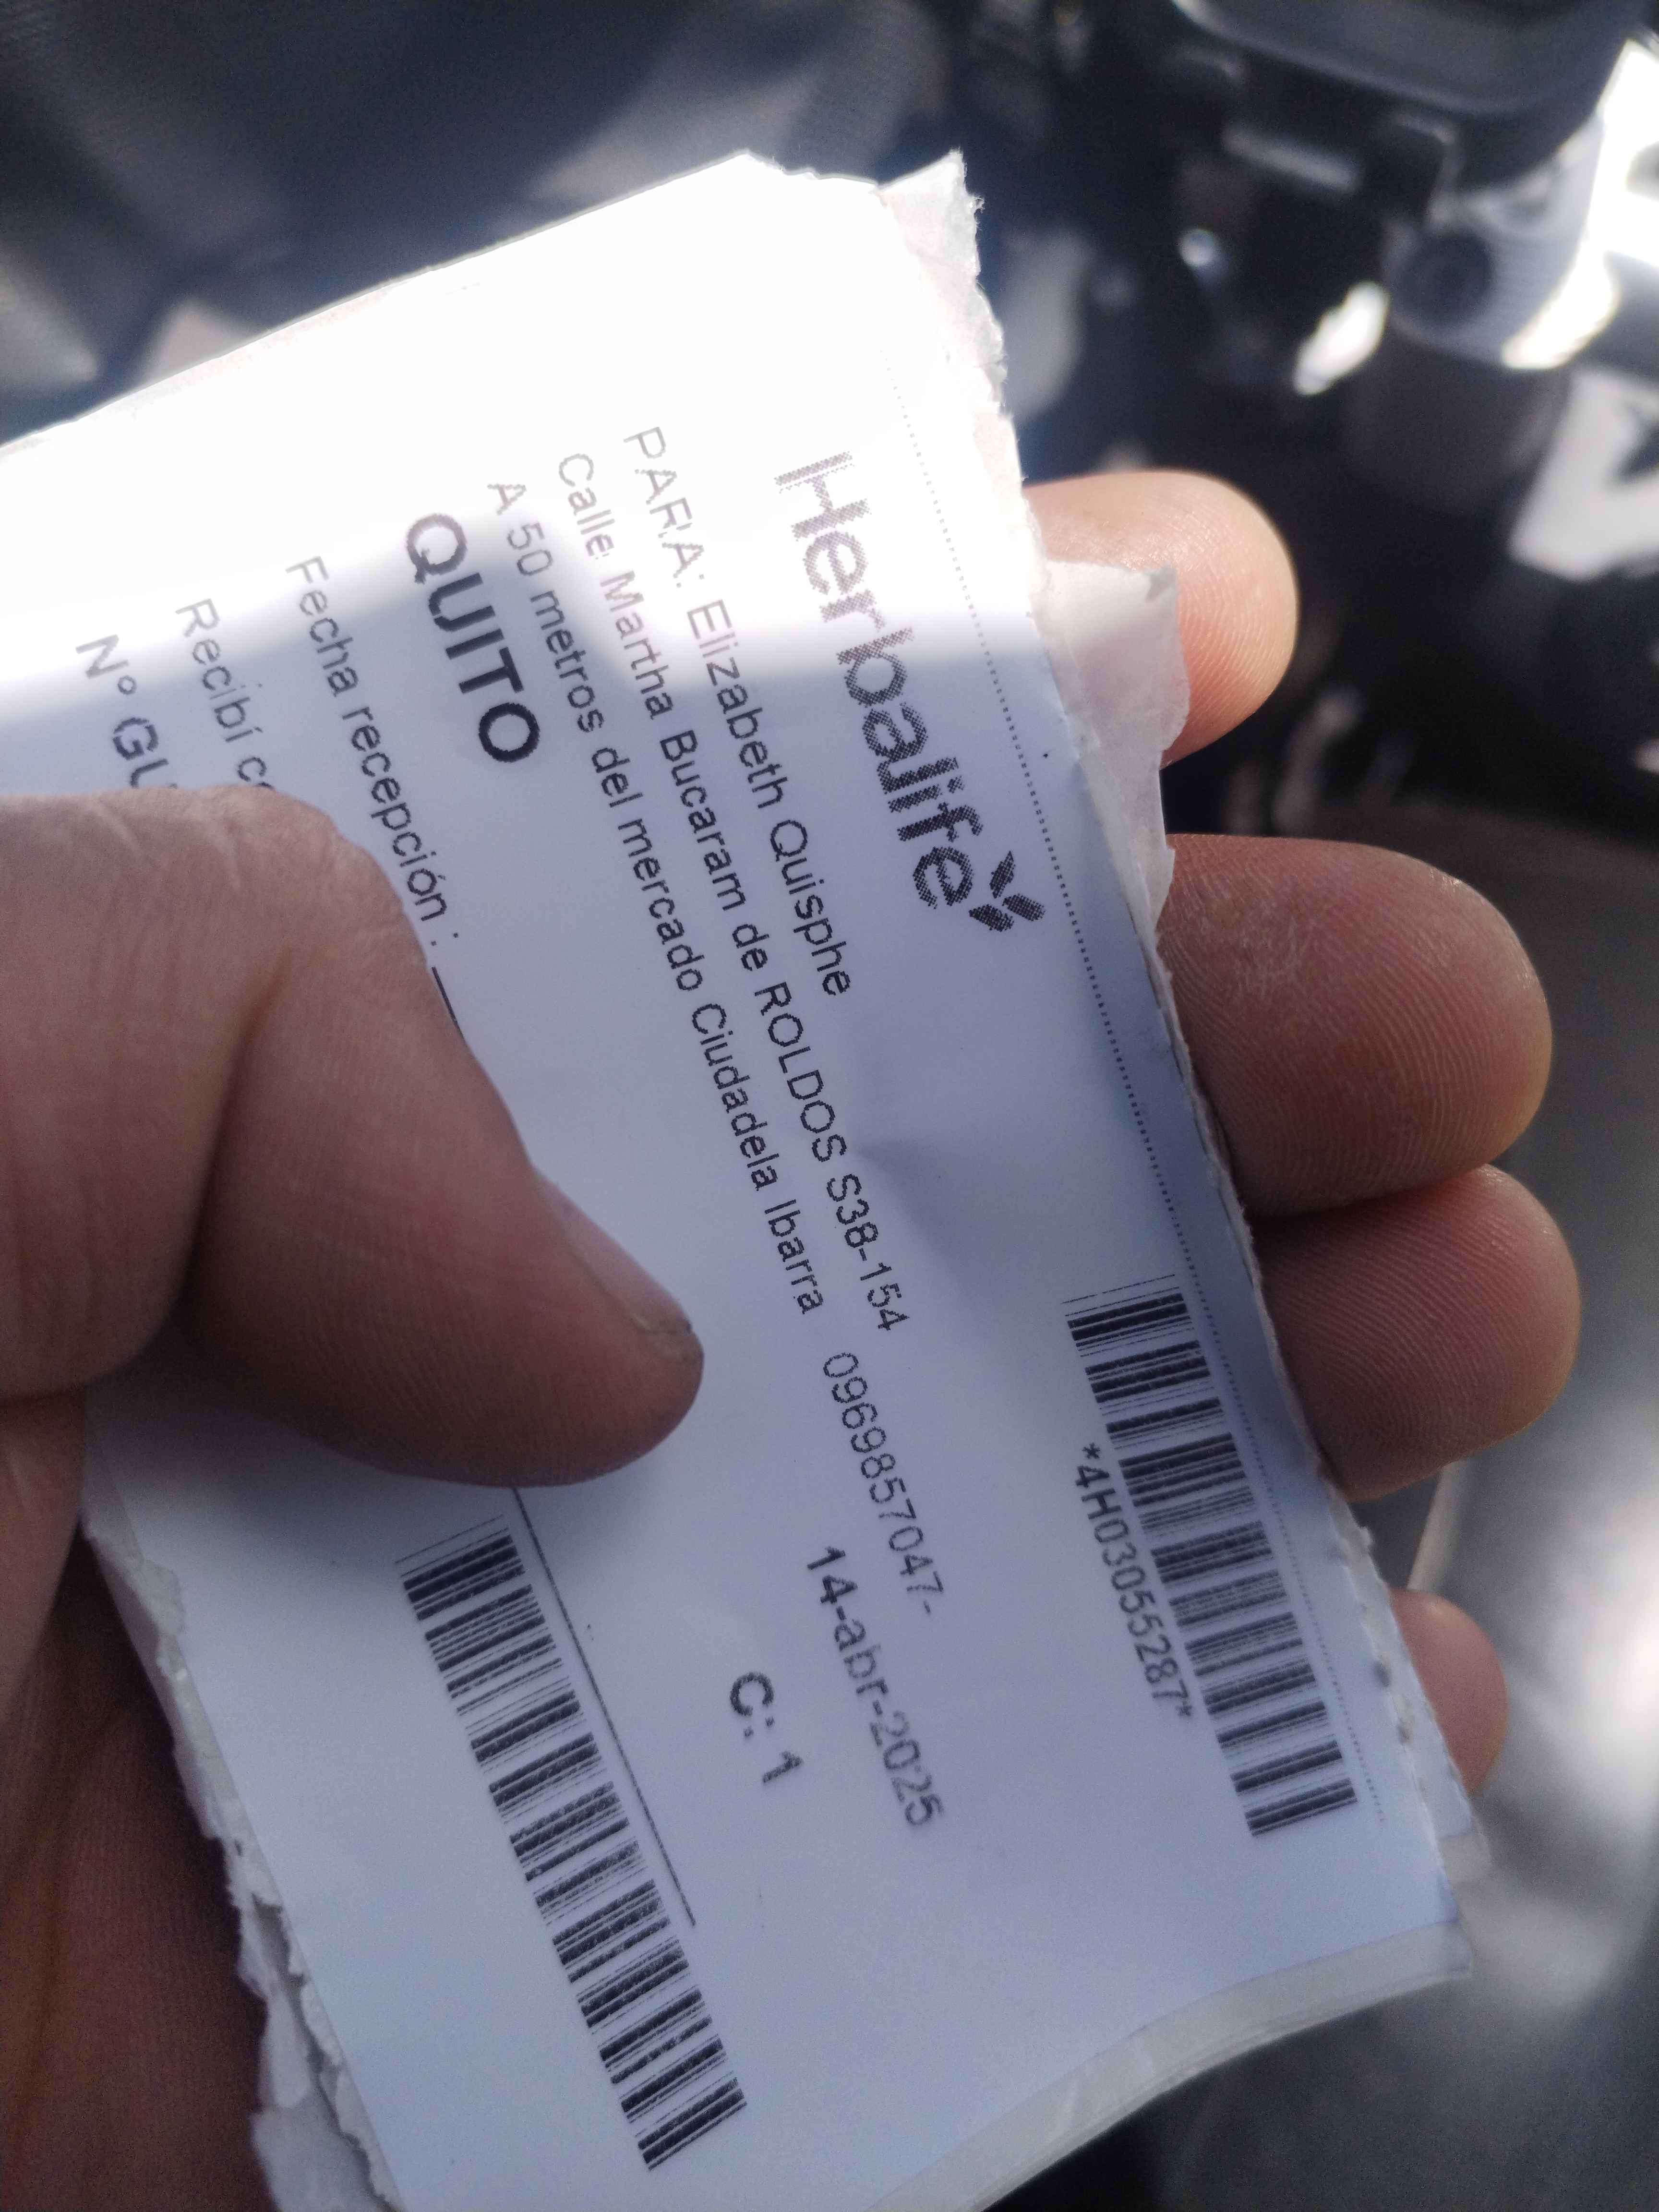 Herbalife
*4H03055287*
PARA: Elizabeth Quisphe
Calle Martha Bucaram de ROLDOS S38-154
0969857047-
A 50 metros del mercado Ciudadela Ibarra
14-abr-2025
QUITO
C: 1
Fecha recepción :
Recibí
Nº